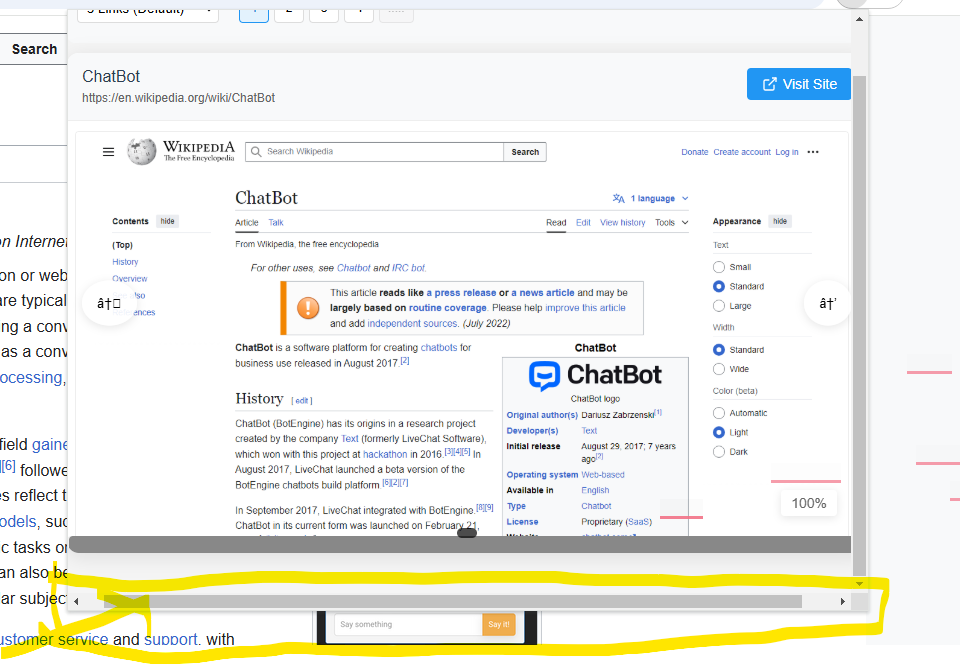 5 Links (Default)
1 2 3 4
Search
ChatBot
https://en.wikipedia.org/wiki/ChatBot
Visit Site
WIKIPEDIA
The Free Encyclopedia
Search Wikipedia
Search
Donate Create account Log in •••
ChatBot
1 language
Contents hide
(Top)
History
Overview
ences
â†
â†'
Article Talk
Read Edit View history Tools
From Wikipedia, the free encyclopedia
For other uses, see Chatbot and IRC bot.
This article reads like a press release or a news article and may be
largely based on routine coverage. Please help improve this article
and add independent sources. (July 2022)
ChatBot is a software platform for creating chatbots for
business use released in August 2017.[2]
History [ edit ]
ChatBot (BotEngine) has its origins in a research project
created by the company Text (formerly LiveChat Software),
which won with this project at hackathon in 2016.[3][4][5] In
August 2017, LiveChat launched a beta version of the
BotEngine chatbots build platform.[6][2][7]
In September 2017, LiveChat integrated with BotEngine.[8][9]
ChatBot in its current form was launched on February 21,
ChatBot
ChatBot
ChatBot logo
Original author(s) Dariusz Zabrzenski[1]
Developer(s) Text
Initial release August 29, 2017; 7 years
ago[2]
Operating system Web-based
Available in English
Type Chatbot
License Proprietary (SaaS)
Appearance hide
Text
Small
Standard
Large
Width
Standard
Wide
Color (beta)
Automatic
Light
Dark
100%
on Interne
on or web
are typical
ng a conv
as a conv
ocessing,
field gaine
][6] followe
es reflect t
odels, suc
c tasks or
an also be
ar subjec
ustomer service and support. with
Say something
Say it!